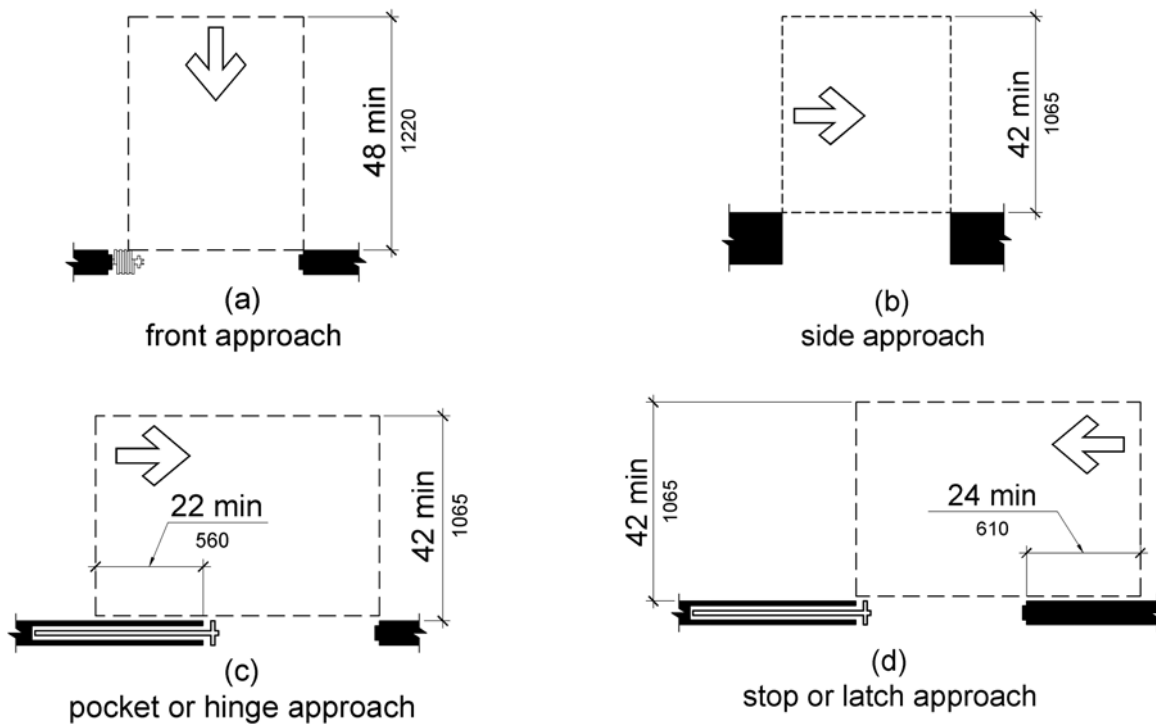 48 min
1220
(a)
front approach
42 min
1065
(b)
side approach
22 min
560
42 min
1065
(c)
pocket or hinge approach
42 min
1065
24 min
610
(d)
stop or latch approach